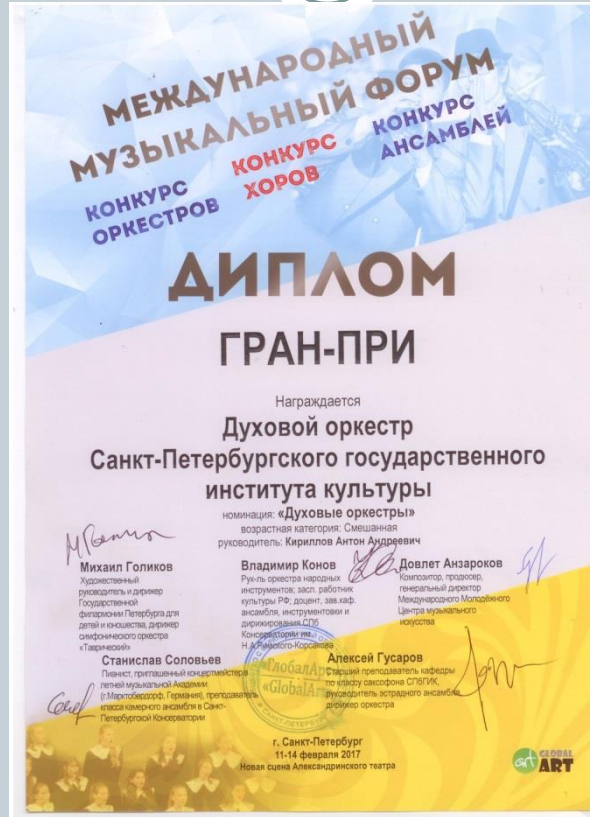 МЕЖДУНАРОДНЫЙ
МУЗЫКАЛЬНЫЙ ФОРУМ
КОНКУРС
ОРКЕСТРОВ
КОНКУРС
ХОРОВ
КОНКУРС
АНСАМБЛЕЙ
ДИПЛОМ
ГРАН-ПРИ
Награждается
Духовой оркестр
Санкт-Петербургского государственного
института культуры
номинация: «Духовые оркестры»
возрастная категория: Смешанная
руководитель: Кириллов Антон Андреевич
Михаил Голиков
Художественный
руководитель и дирижер
Государственной
филармонии Петербурга для
детей и юношества, дирижер
симфонического оркестра
«Таврический»
Владимир Конов
Рук-ль оркестра народных
инструментов; засл. работник
культуры РФ; доцент, зав.каф.
ансамбля, инструментовки и
дирижирования СПб
Консерватории им.
Н.А.Римского-Корсакова
Довлет Анзароков
Композитор, продюсер,
генеральный директор
Международного Молодёжного
Центра музыкального
искусства
Станислав Соловьев
Пианист, приглашенный концертмейстер
летней музыкальной Академии
(г.Марктобердорф, Германия), преподаватель
класса камерного ансамбля в Санкт-
Петербургской Консерватории
Алексей Гусаров
Старший преподаватель кафедры
по классу саксофона СПбГИК,
руководитель эстрадного ансамбля,
дирижер оркестра
«ГлобалАрт»
«GlobalArt»
САНКТ-ПЕТЕРБУРГ
г. Санкт-Петербург
11-14 февраля 2017
Новая сцена Александринского театра
art GLOBAL
ART